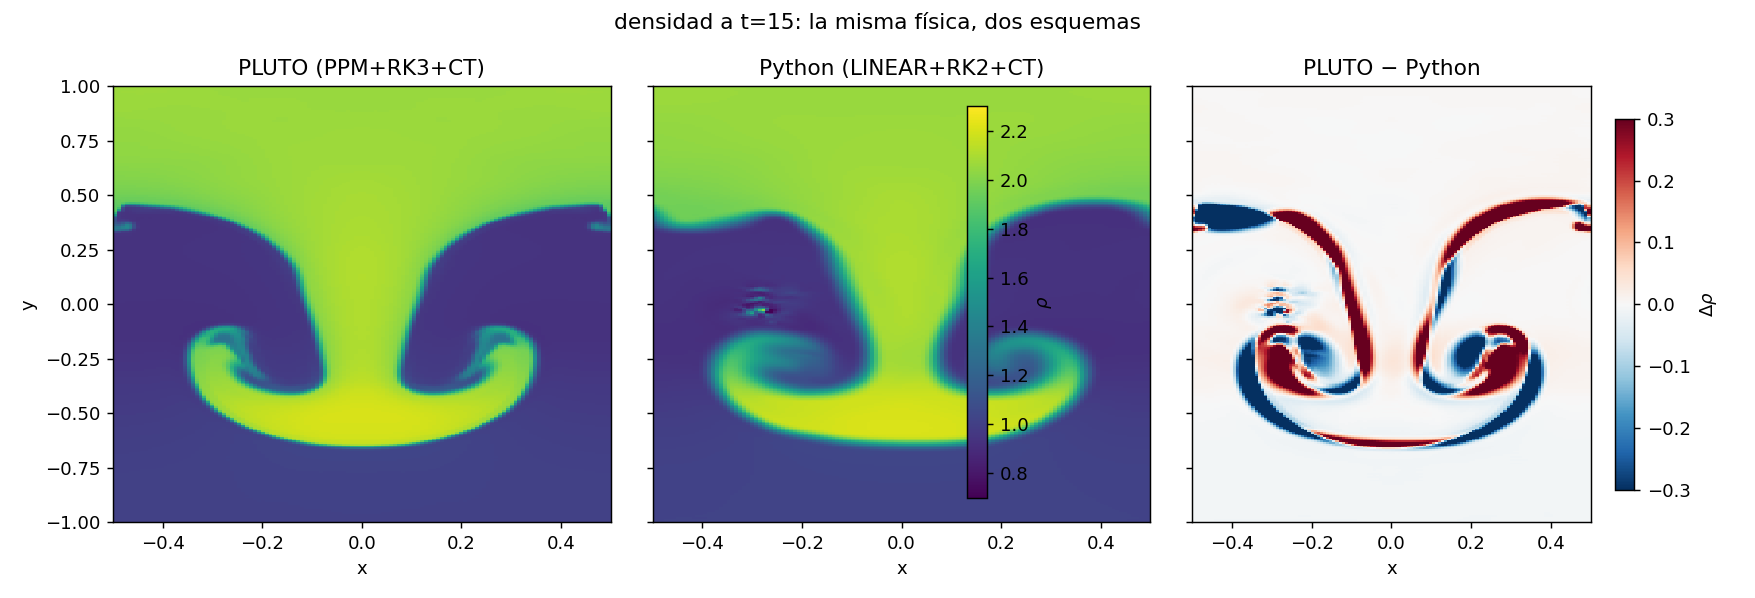 densidad a t=15: la misma física, dos esquemas
PLUTO (PPM+RK3+CT)
Python (LINEAR+RK2+CT)
PLUTO − Python
1.00
0.75
0.50
0.25
0.00
−0.25
−0.50
−0.75
−1.00
y
−0.4 −0.2 0.0 0.2 0.4
x
2.2
2.0
1.8
1.6
1.4
1.2
1.0
0.8
ρ
−0.4 −0.2 0.0 0.2 0.4
x
−0.4 −0.2 0.0 0.2 0.4
x
0.3
0.2
0.1
0.0
−0.1
−0.2
−0.3
Δρ